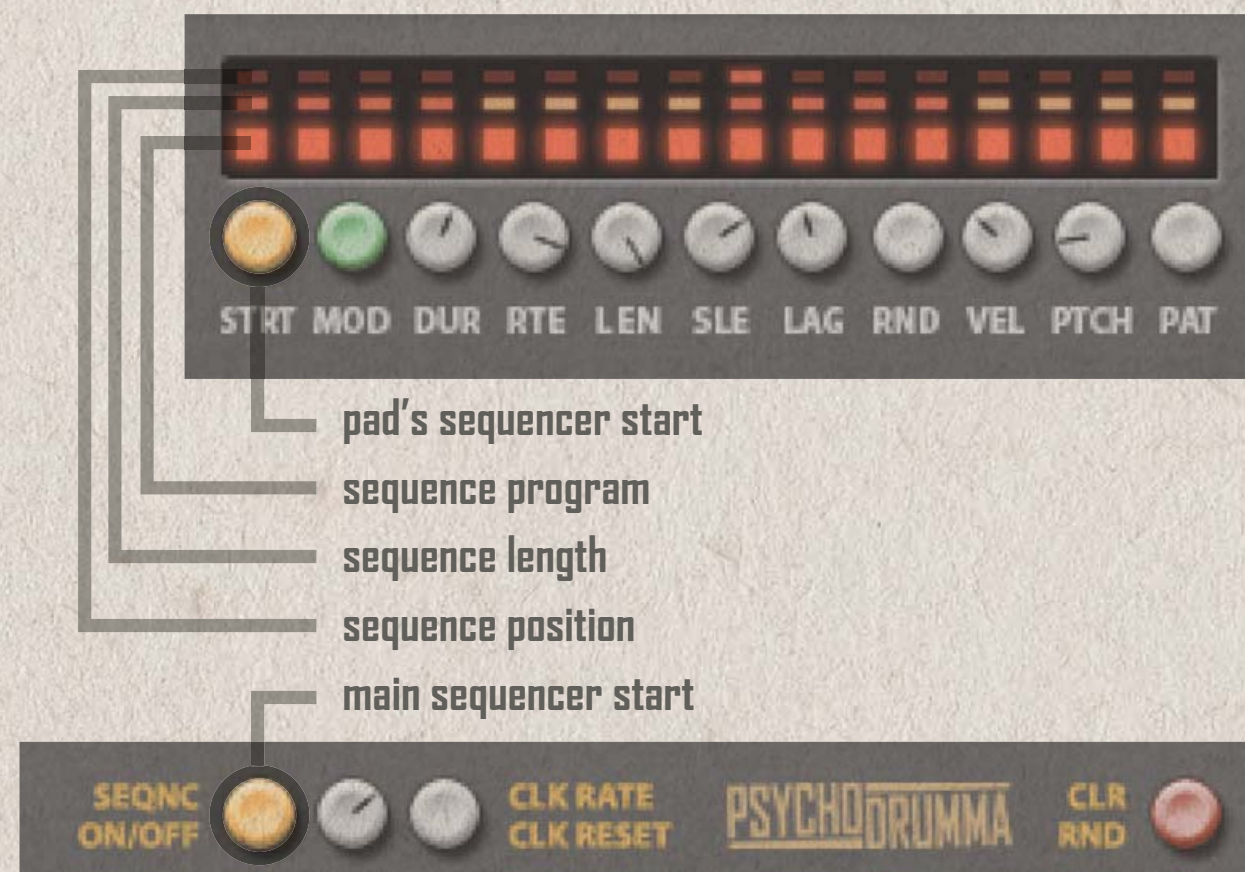 STRT MOD DUR RTE LEN SLE LAG RND VEL PTCH PAT
pad's sequencer start
sequence program
sequence length
sequence position
main sequencer start
SEQNC
ON/OFF
CLK RATE
CLK RESET
PSYCHODRUMMA
CLR
RND